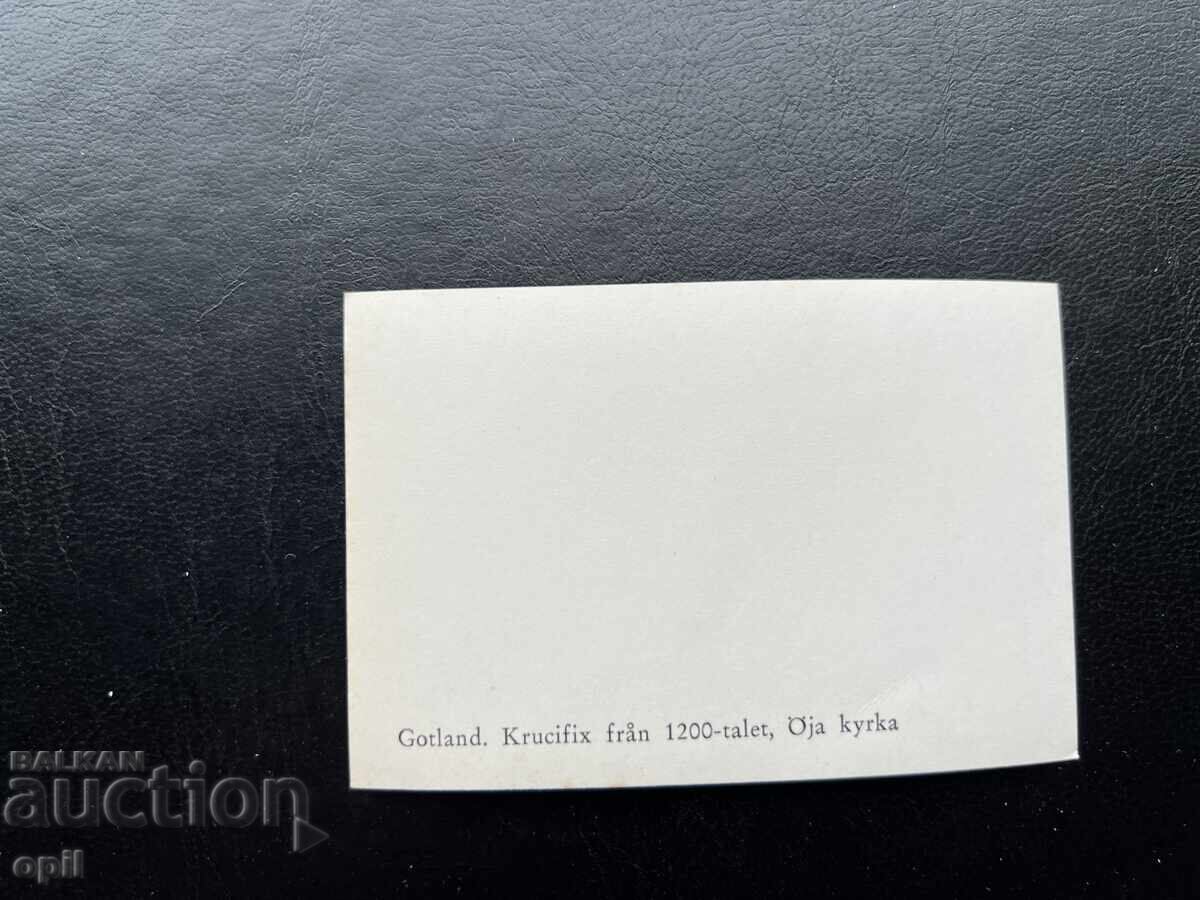 Gotland. Krucifix från 1200-talet, Öja kyrka
BALKAN
auction
opil